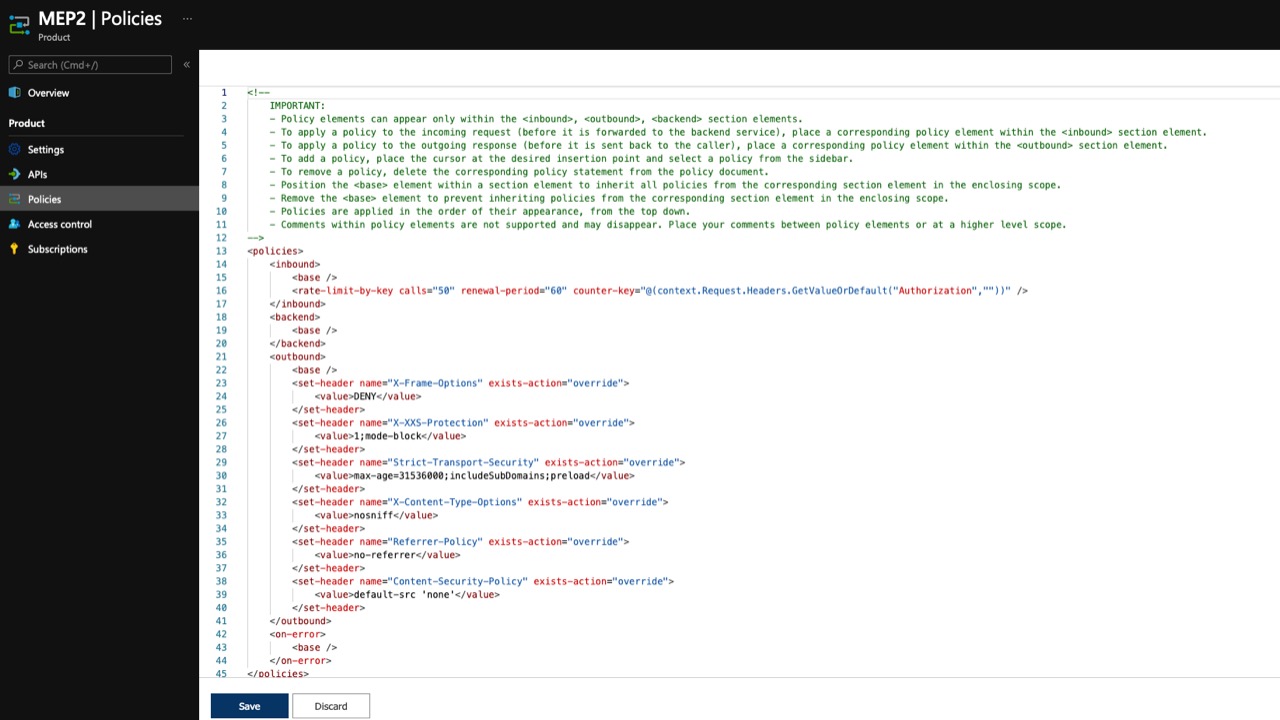 MEP2 | Policies ...
Product
Search (Cmd+/) «
Overview
Product
Settings
APIs
Policies
Access control
Subscriptions
1 <!--
2 IMPORTANT:
3 - Policy elements can appear only within the <inbound>, <outbound>, <backend> section elements.
4 - To apply a policy to the incoming request (before it is forwarded to the backend service), place a corresponding policy element within the <inbound> section element.
5 - To apply a policy to the outgoing response (before it is sent back to the caller), place a corresponding policy element within the <outbound> section element.
6 - To add a policy, place the cursor at the desired insertion point and select a policy from the sidebar.
7 - To remove a policy, delete the corresponding policy statement from the policy document.
8 - Position the <base> element within a section element to inherit all policies from the corresponding section element in the enclosing scope.
9 - Remove the <base> element to prevent inheriting policies from the corresponding section element in the enclosing scope.
10 - Policies are applied in the order of their appearance, from the top down.
11 - Comments within policy elements are not supported and may disappear. Place your comments between policy elements or at a higher level scope.
12 -->
13 <policies>
14 <inbound>
15 <base />
16 <rate-limit-by-key calls="50" renewal-period="60" counter-key="@(context.Request.Headers.GetValueOrDefault("Authorization",""))" />
17 </inbound>
18 <backend>
19 <base />
20 </backend>
21 <outbound>
22 <base />
23 <set-header name="X-Frame-Options" exists-action="override">
24 <value>DENY</value>
25 </set-header>
26 <set-header name="X-XXS-Protection" exists-action="override">
27 <value>1;mode-block</value>
28 </set-header>
29 <set-header name="Strict-Transport-Security" exists-action="override">
30 <value>max-age=31536000;includeSubDomains;preload</value>
31 </set-header>
32 <set-header name="X-Content-Type-Options" exists-action="override">
33 <value>nosniff</value>
34 </set-header>
35 <set-header name="Referrer-Policy" exists-action="override">
36 <value>no-referrer</value>
37 </set-header>
38 <set-header name="Content-Security-Policy" exists-action="override">
39 <value>default-src 'none'</value>
40 </set-header>
41 </outbound>
42 <on-error>
43 <base />
44 </on-error>
45 </policies>
Save Discard